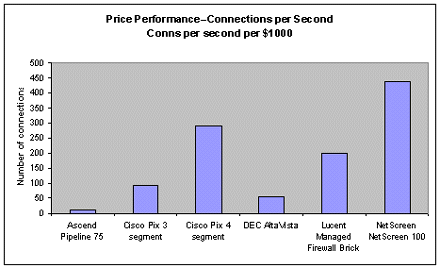 Price Performance–Connections per Second
Conns per second per $1000
Number of connections
500
450
400
350
300
250
200
150
100
50
0
Ascend
Pipeline 75
Cisco Pix 3
segment
Cisco Pix 4
segment
DEC AltaVista
Lucent
Managed
Firewall Brick
NetScreen
NetScreen 100